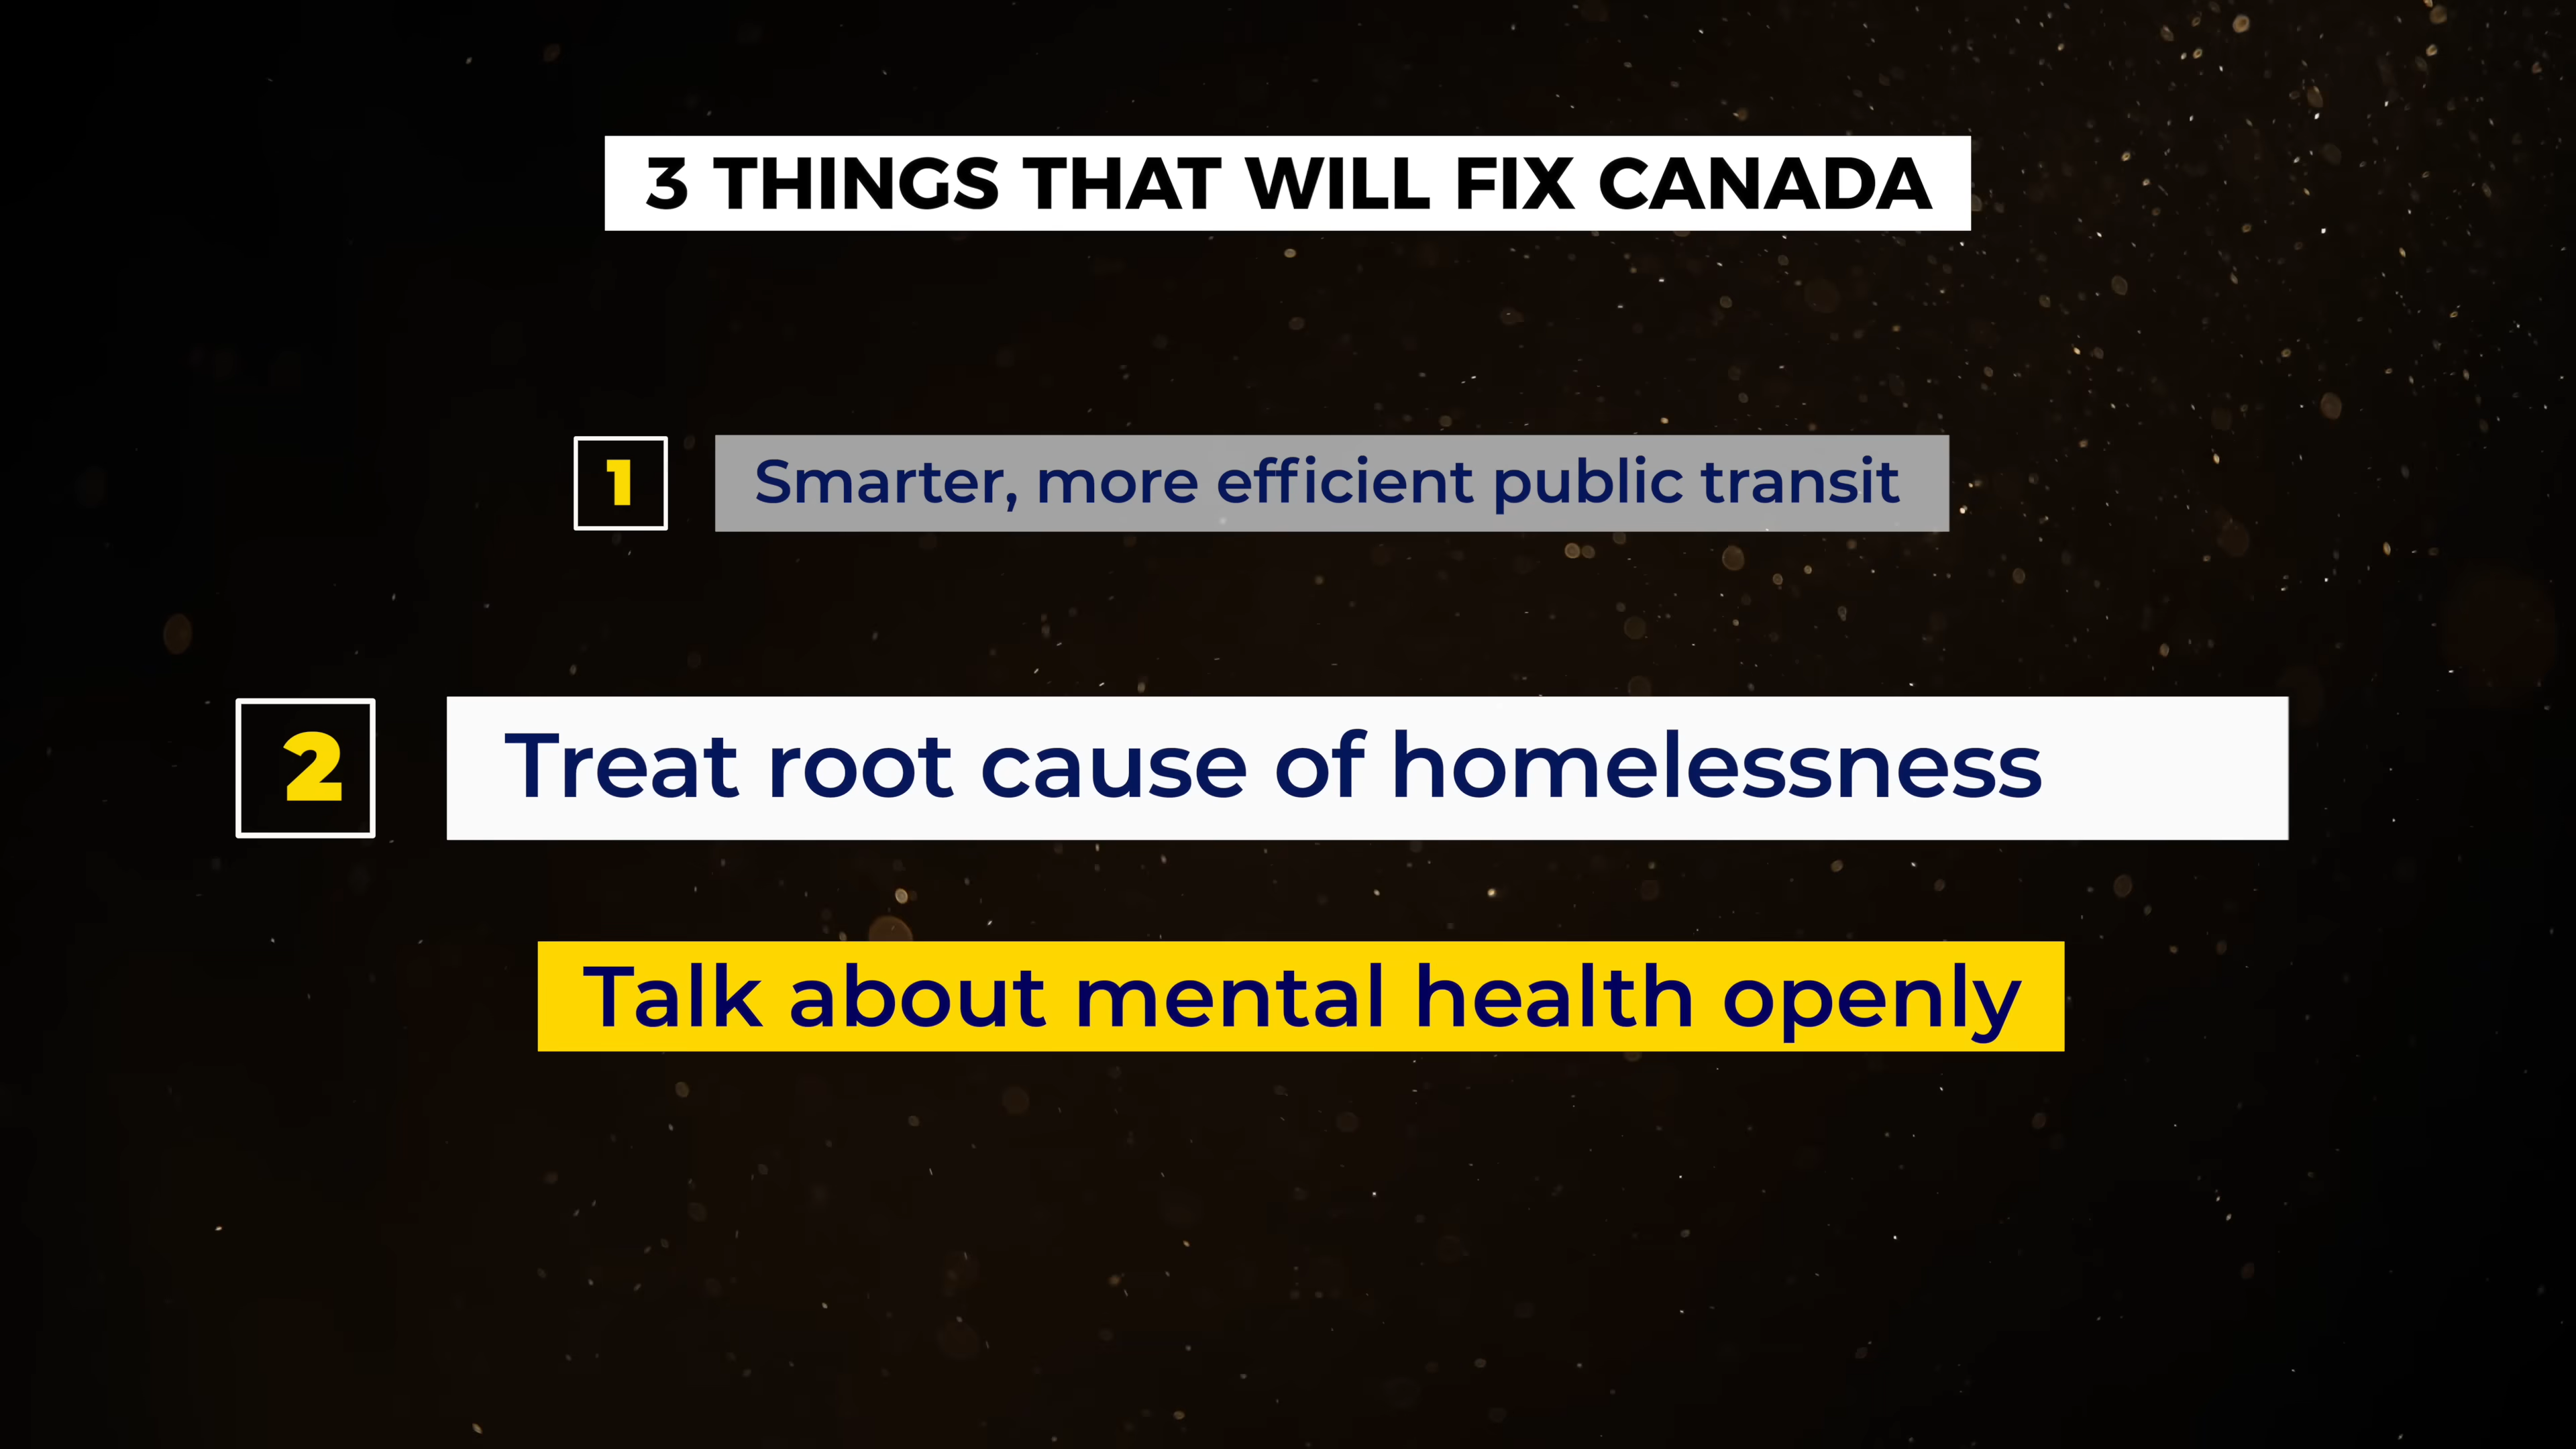 3 THINGS THAT WILL FIX CANADA
1 Smarter, more efficient public transit
2 Treat root cause of homelessness
Talk about mental health openly